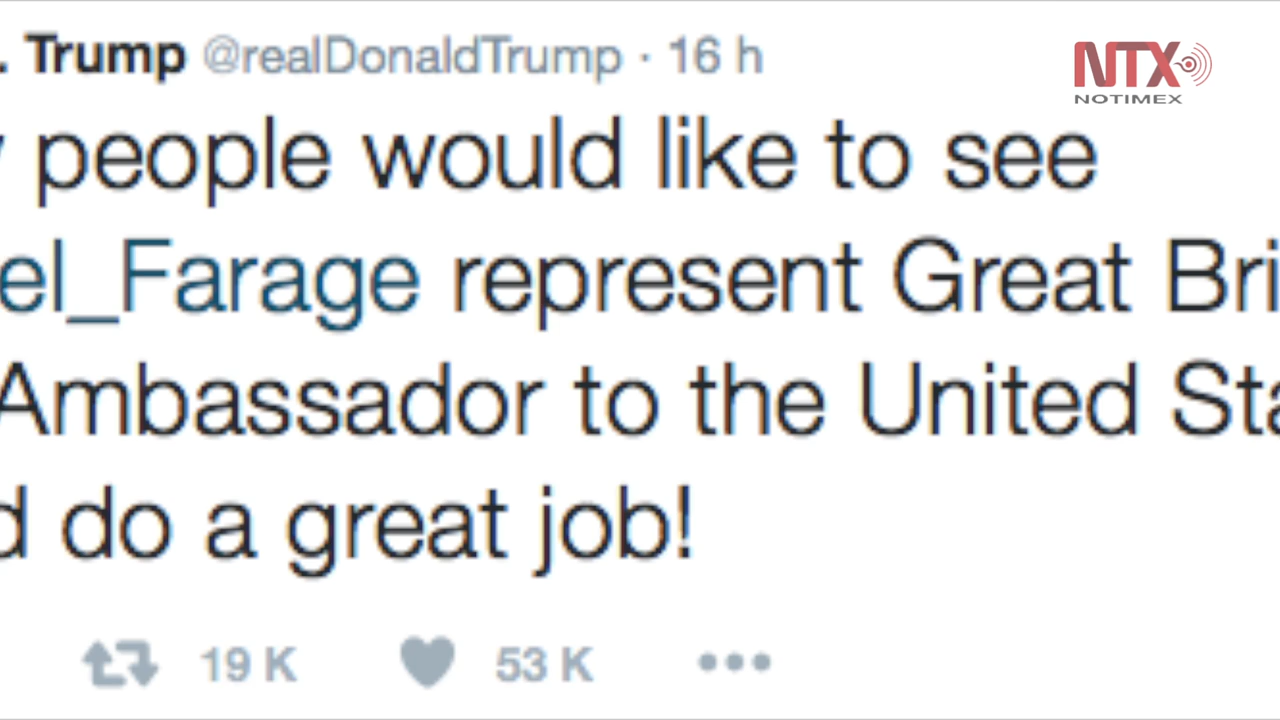 . Trump @realDonaldTrump · 16 h
NTX
NOTIMEX
people would like to see
el_Farage represent Great Bri
Ambassador to the United Sta
d do a great job!
19 K 53 K